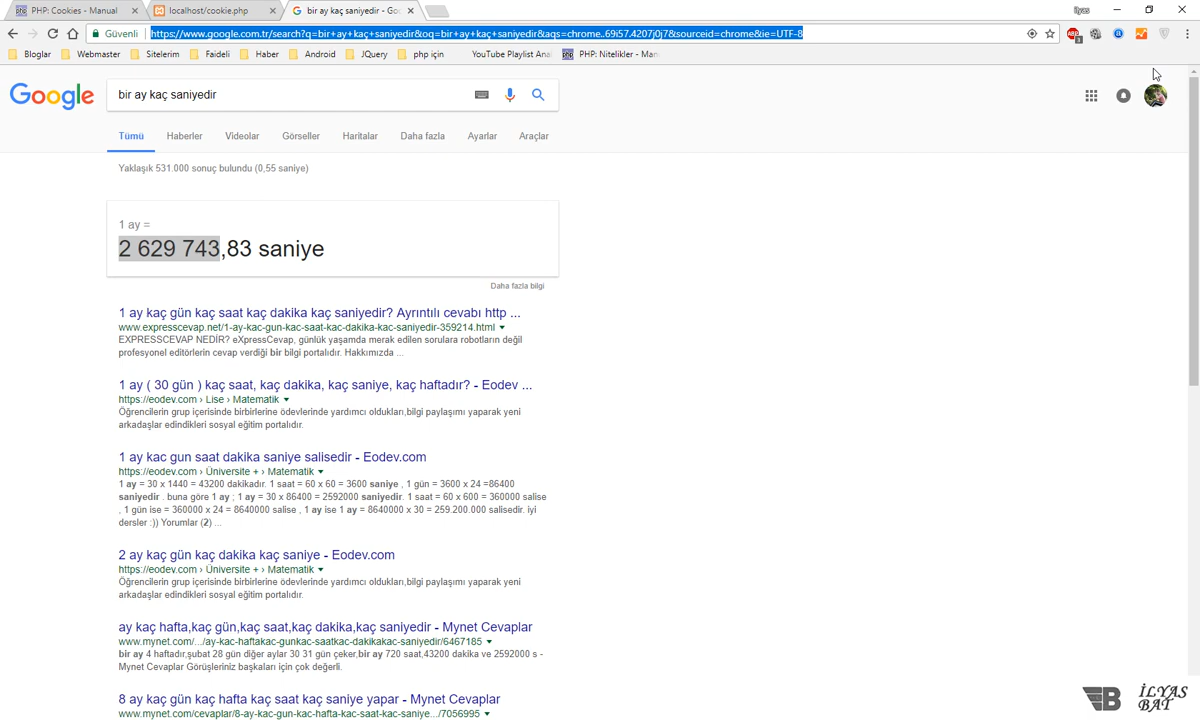 PHP: Cookies - Manual
localhost/cookie.php
bir ay kaç saniyedir - Goo
ilyas
Güvenli
https://www.google.com.tr/search?q=bir+ay+kaç+saniyedir&oq=bir+ay+kaç+saniyedir&aqs=chrome..69i57.4207j0j7&sourceid=chrome&ie=UTF-8
Bloglar
Webmaster
Sitelerim
Faideli
Haber
Android
JQuery
php için
YouTube Playlist Anal
PHP: Nitelikler - Man
Google
bir ay kaç saniyedir
Tümü
Haberler
Videolar
Görseller
Haritalar
Daha fazla
Ayarlar
Araçlar
Yaklaşık 531.000 sonuç bulundu (0,55 saniye)
1 ay =
2 629 743,83 saniye
Daha fazla bilgi
1 ay kaç gün kaç saat kaç dakika kaç saniyedir? Ayrıntılı cevabı http ...
www.expresscevap.net/1-ay-kac-gun-kac-saat-kac-dakika-kac-saniyedir-359214.html
EXPRESSCEVAP NEDİR? eXpressCevap, günlük yaşamda merak edilen sorulara robotların değil
profesyonel editörlerin cevap verdiği bir bilgi portalıdır. Hakkımızda ...
1 ay ( 30 gün ) kaç saat, kaç dakika, kaç saniye, kaç haftadır? - Eodev ...
https://eodev.com › Lise › Matematik
Öğrencilerin grup içerisinde birbirlerine ödevlerinde yardımcı oldukları,bilgi paylaşımı yaparak yeni
arkadaşlar edindikleri sosyal eğitim portalıdır.
1 ay kac gun saat dakika saniye salisedir - Eodev.com
https://eodev.com › Üniversite + › Matematik
1 ay = 30 x 1440 = 43200 dakikadır. 1 saat = 60 x 60 = 3600 saniye , 1 gün = 3600 x 24 =86400
saniyedir . buna göre 1 ay ; 1 ay = 30 x 86400 = 2592000 saniyedir. 1 saat = 60 x 600 = 360000 salise
, 1 gün ise = 360000 x 24 = 8640000 salise , 1 ay ise 1 ay = 8640000 x 30 = 259.200.000 salisedir. iyi
dersler :)) Yorumlar (2) ...
2 ay kaç gün kaç dakika kaç saniye - Eodev.com
https://eodev.com › Üniversite + › Matematik
Öğrencilerin grup içerisinde birbirlerine ödevlerinde yardımcı oldukları,bilgi paylaşımı yaparak yeni
arkadaşlar edindikleri sosyal eğitim portalıdır.
ay kaç hafta,kaç gün,kaç saat,kaç dakika,kaç saniyedir - Mynet Cevaplar
www.mynet.com/.../ay-kac-haftakac-gunkac-saatkac-dakikakac-saniyedir/6467185
bir ay 4 haftadır,şubat 28 gün diğer aylar 30 31 gün çeker,bir ay 720 saat,43200 dakika ve 2592000 s -
Mynet Cevaplar Görüşleriniz başkaları için çok değerli.
8 ay kaç gün kaç hafta kaç saat kaç saniye yapar - Mynet Cevaplar
www.mynet.com/cevaplar/8-ay-kac-gun-kac-hafta-kac-saat-kac-saniye.../7056995
İLYAS
BAT